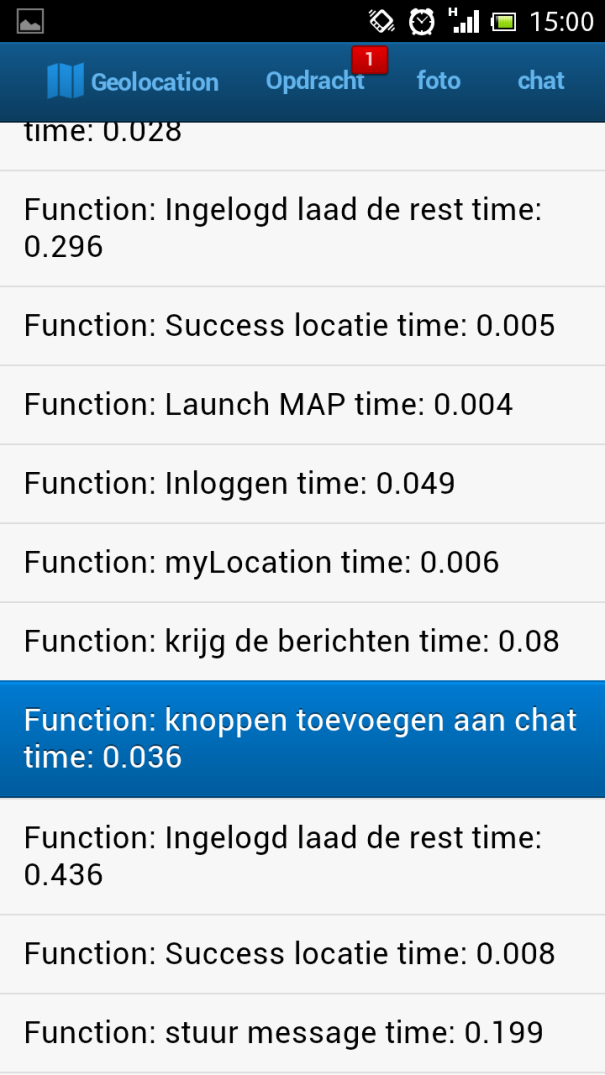 H 15:00
Geolocation Opdracht 1 foto chat
time: 0.028
Function: Ingelogd laad de rest time:
0.296
Function: Success locatie time: 0.005
Function: Launch MAP time: 0.004
Function: Inloggen time: 0.049
Function: myLocation time: 0.006
Function: krijg de berichten time: 0.08
Function: knoppen toevoegen aan chat
time: 0.036
Function: Ingelogd laad de rest time:
0.436
Function: Success locatie time: 0.008
Function: stuur message time: 0.199